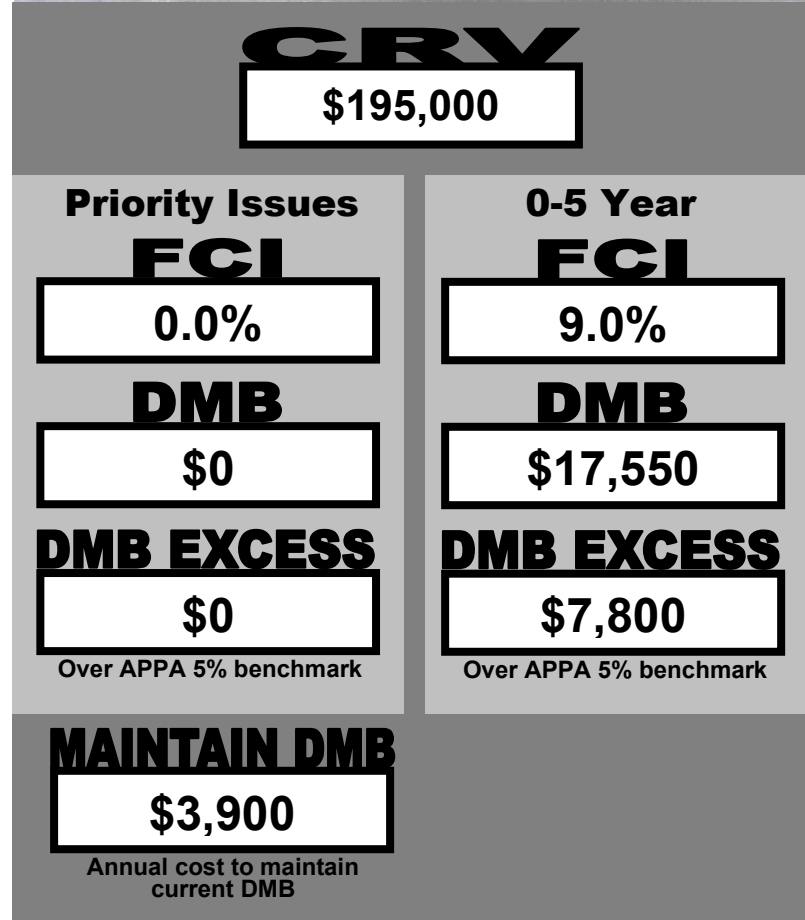 CRV
$195,000
Priority Issues
FCI
0.0%
DMB
$0
DMB EXCESS
$0
Over APPA 5% benchmark
0-5 Year
FCI
9.0%
DMB
$17,550
DMB EXCESS
$7,800
Over APPA 5% benchmark
MAINTAIN DMB
$3,900
Annual cost to maintain
current DMB